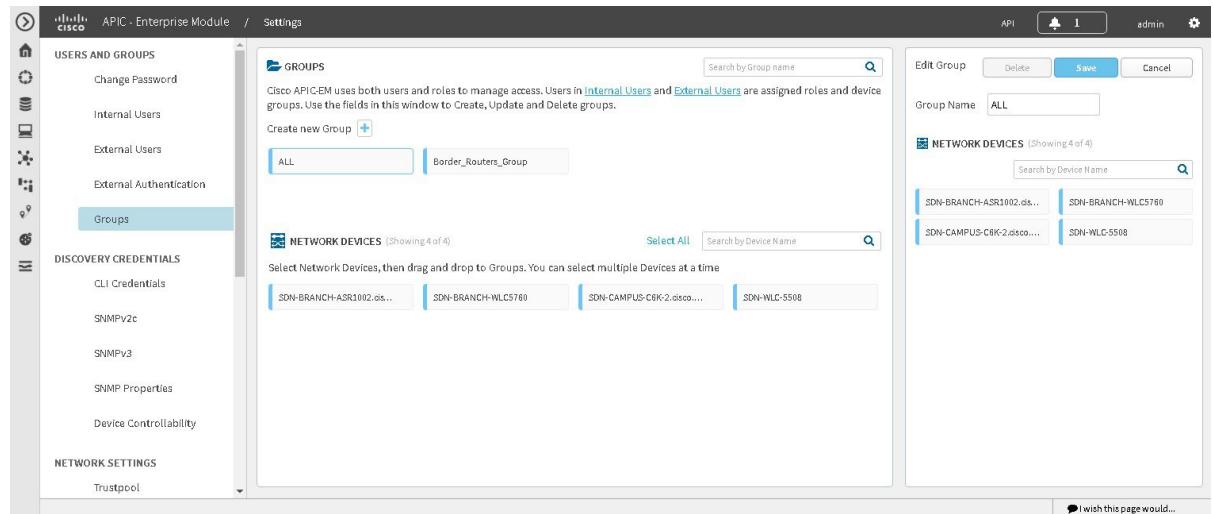 CISCO APIC - Enterprise Module / Settings
API
1
admin
USERS AND GROUPS
Change Password
Internal Users
External Users
External Authentication
Groups
DISCOVERY CREDENTIALS
CLI Credentials
SNMPv2c
SNMPv3
SNMP Properties
Device Controllability
NETWORK SETTINGS
Trustpool
GROUPS
Search by Group name
Cisco APIC-EM uses both users and roles to manage access. Users in Internal Users and External Users are assigned roles and device
groups. Use the fields in this window to Create, Update and Delete groups.
Create new Group
ALL
Border_Routers_Group
NETWORK DEVICES (Showing 4 of 4)
Select All
Search by Device Name
Select Network Devices, then drag and drop to Groups. You can select multiple Devices at a time
SDN-BRANCH-ASR1002.cis...
SDN-BRANCH-WLC5760
SDN-CAMPUS-C6K-2.cisco....
SDN-WLC-5508
Edit Group
Delete
Save
Cancel
Group Name
ALL
NETWORK DEVICES (Showing 4 of 4)
Search by Device Name
SDN-BRANCH-ASR1002.cis...
SDN-BRANCH-WLC5760
SDN-CAMPUS-C6K-2.cisco....
SDN-WLC-5508
I wish this page would...